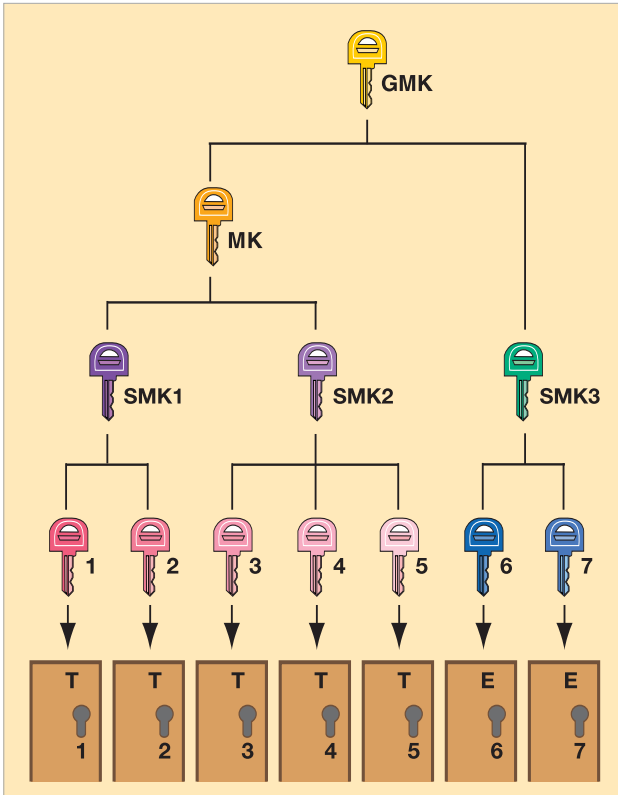 GMK
MK
SMK1 SMK2 SMK3
1 2 3 4 5 6 7
T T T T T E E
1 2 3 4 5 6 7